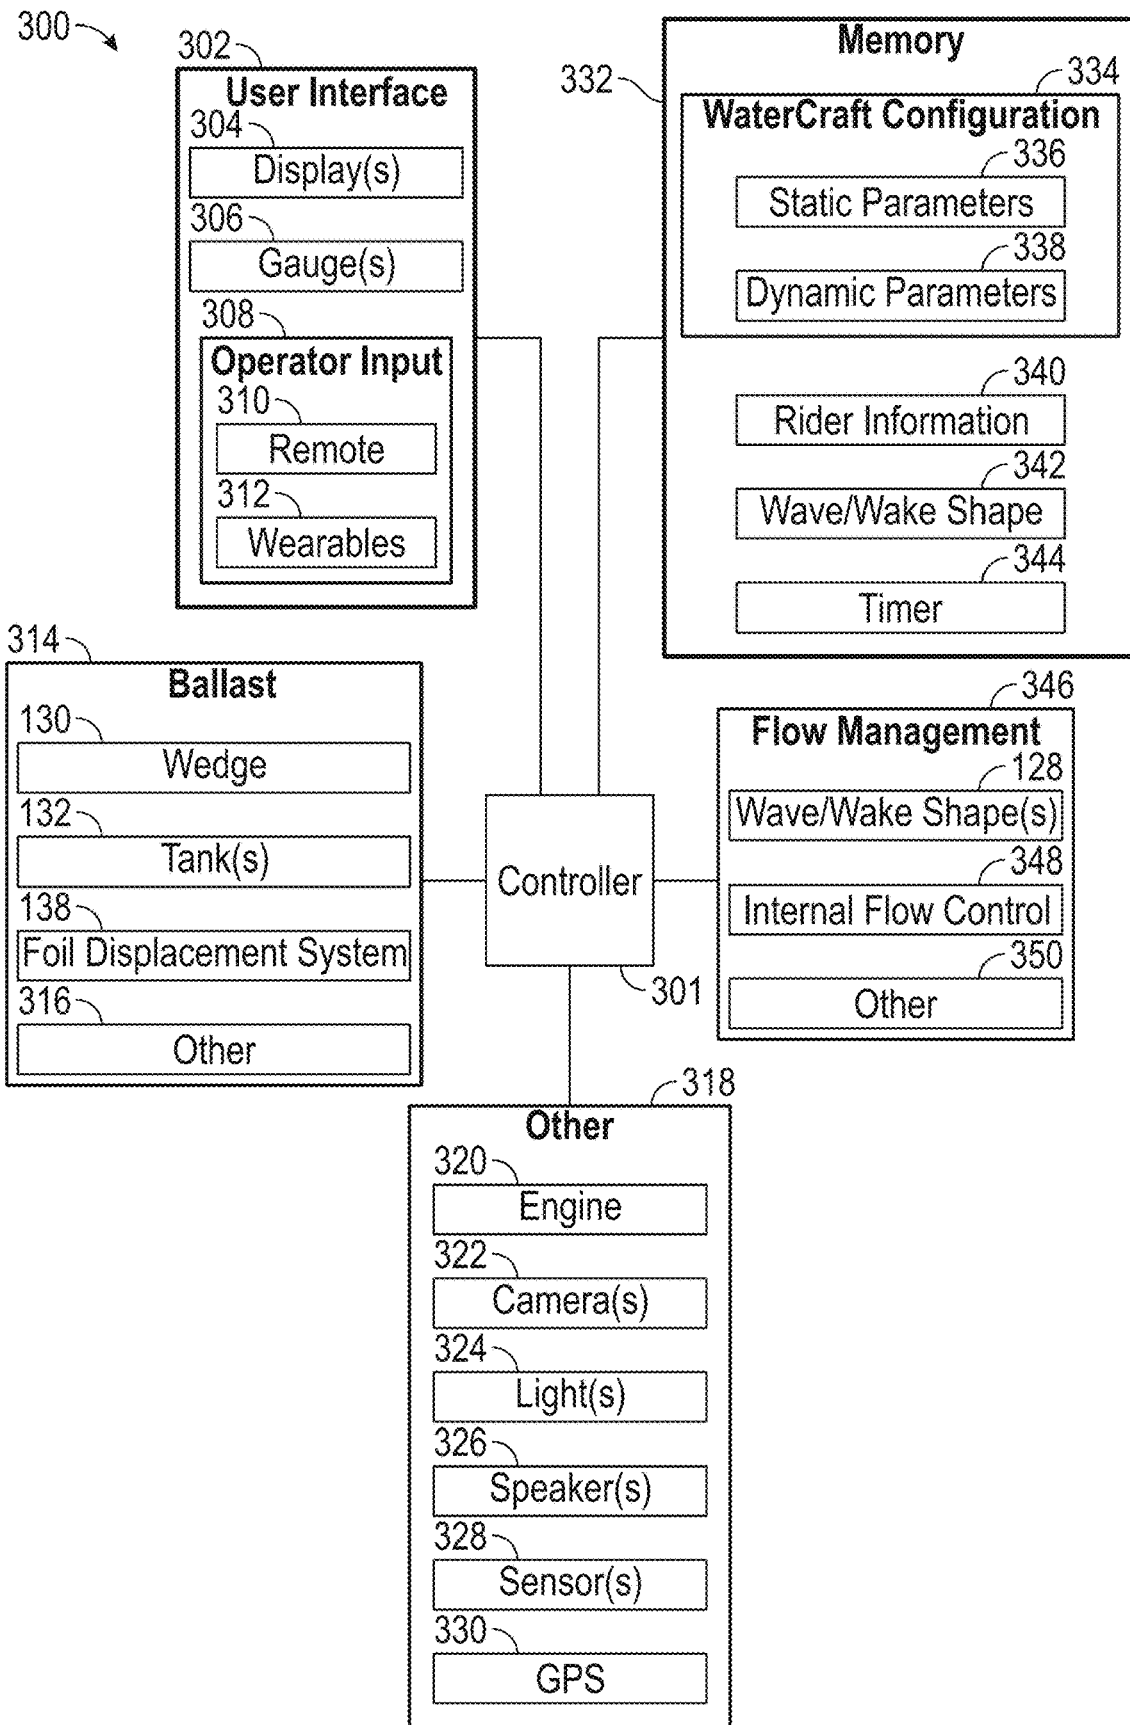 300
302
User Interface
304
Display(s)
306
Gauge(s)
308
Operator Input
310
Remote
312
Wearables
332
Memory
334
WaterCraft Configuration
336
Static Parameters
338
Dynamic Parameters
340
Rider Information
342
Wave/Wake Shape
344
Timer
314
Ballast
130
Wedge
132
Tank(s)
138
Foil Displacement System
316
Other
Controller
301
346
Flow Management
128
Wave/Wake Shape(s)
348
Internal Flow Control
350
Other
318
Other
320
Engine
322
Camera(s)
324
Light(s)
326
Speaker(s)
328
Sensor(s)
330
GPS